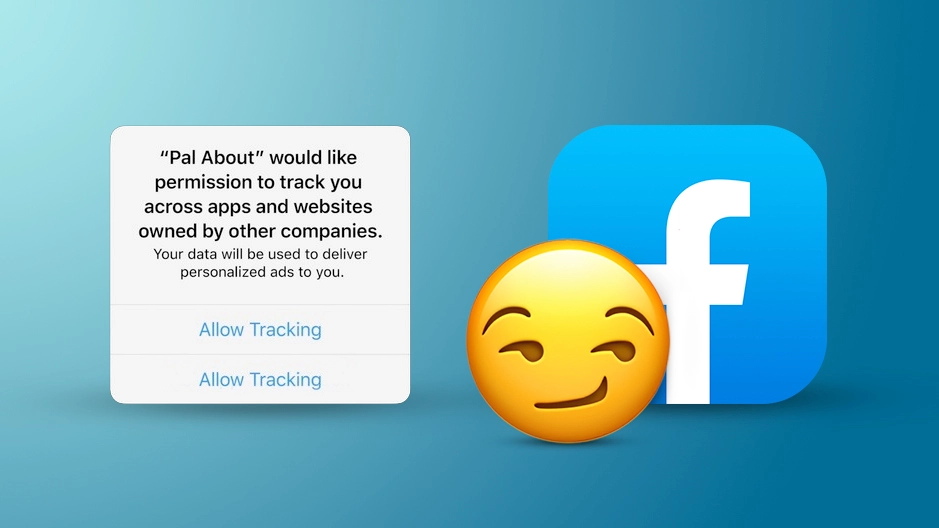 “Pal About” would like
permission to track you
across apps and websites
owned by other companies.
Your data will be used to deliver
personalized ads to you.
Allow Tracking
Allow Tracking
f